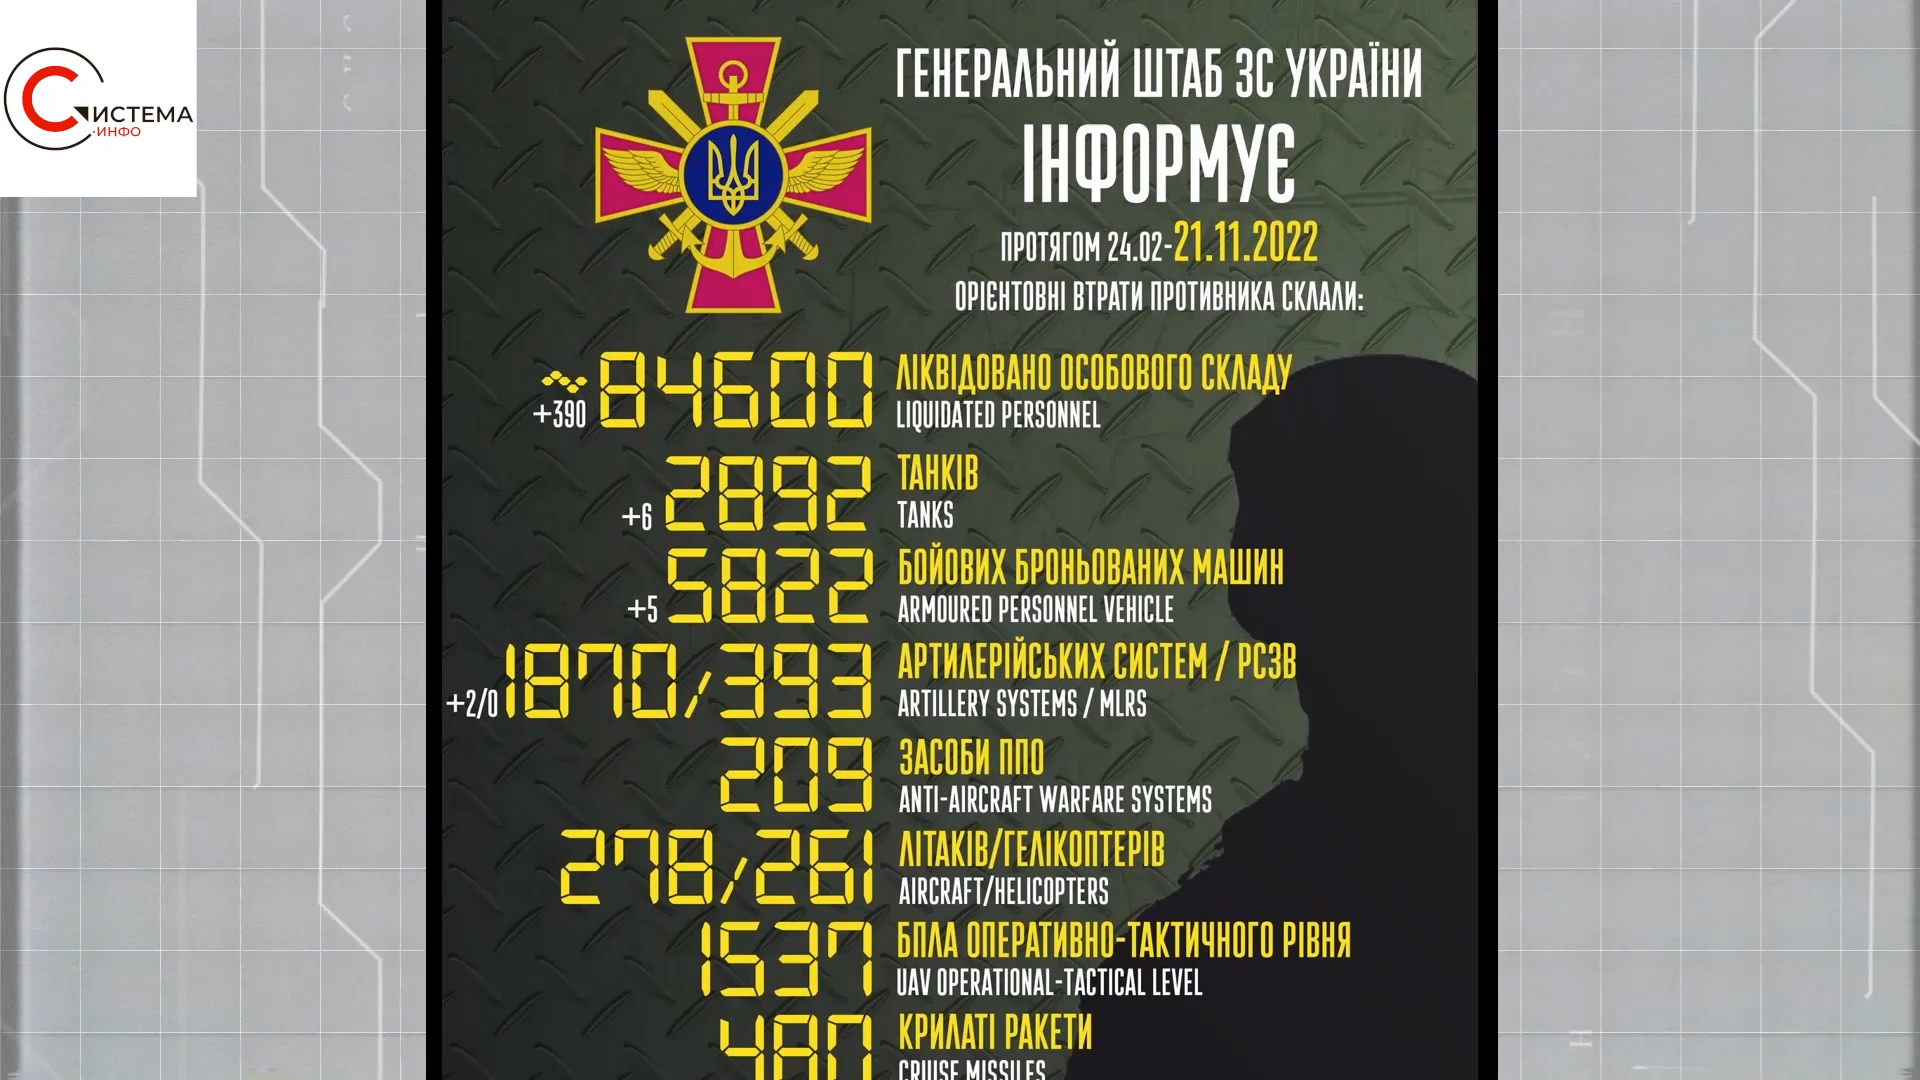 СИСТЕМА
·ИНФО
ГЕНЕРАЛЬНИЙ ШТАБ ЗС УКРАЇНИ
ІНФОРМУЄ
ПРОТЯГОМ 24.02-21.11.2022
ОРІЄНТОВНІ ВТРАТИ ПРОТИВНИКА СКЛАЛИ:
~84600 ЛІКВІДОВАНО ОСОБОВОГО СКЛАДУ
+390 LIQUIDATED PERSONNEL
2892 ТАНКІВ
+6 TANKS
5822 БОЙОВИХ БРОНЬОВАНИХ МАШИН
+5 ARMOURED PERSONNEL VEHICLE
1870/393 АРТИЛЕРІЙСЬКИХ СИСТЕМ / РСЗВ
+2/0 ARTILLERY SYSTEMS / MLRS
209 ЗАСОБИ ППО
ANTI-AIRCRAFT WARFARE SYSTEMS
278/261 ЛІТАКІВ/ГЕЛІКОПТЕРІВ
AIRCRAFT/HELICOPTERS
1537 БПЛА ОПЕРАТИВНО-ТАКТИЧНОГО РІВНЯ
UAV OPERATIONAL-TACTICAL LEVEL
480 КРИЛАТІ РАКЕТИ
CRUISE MISSILES